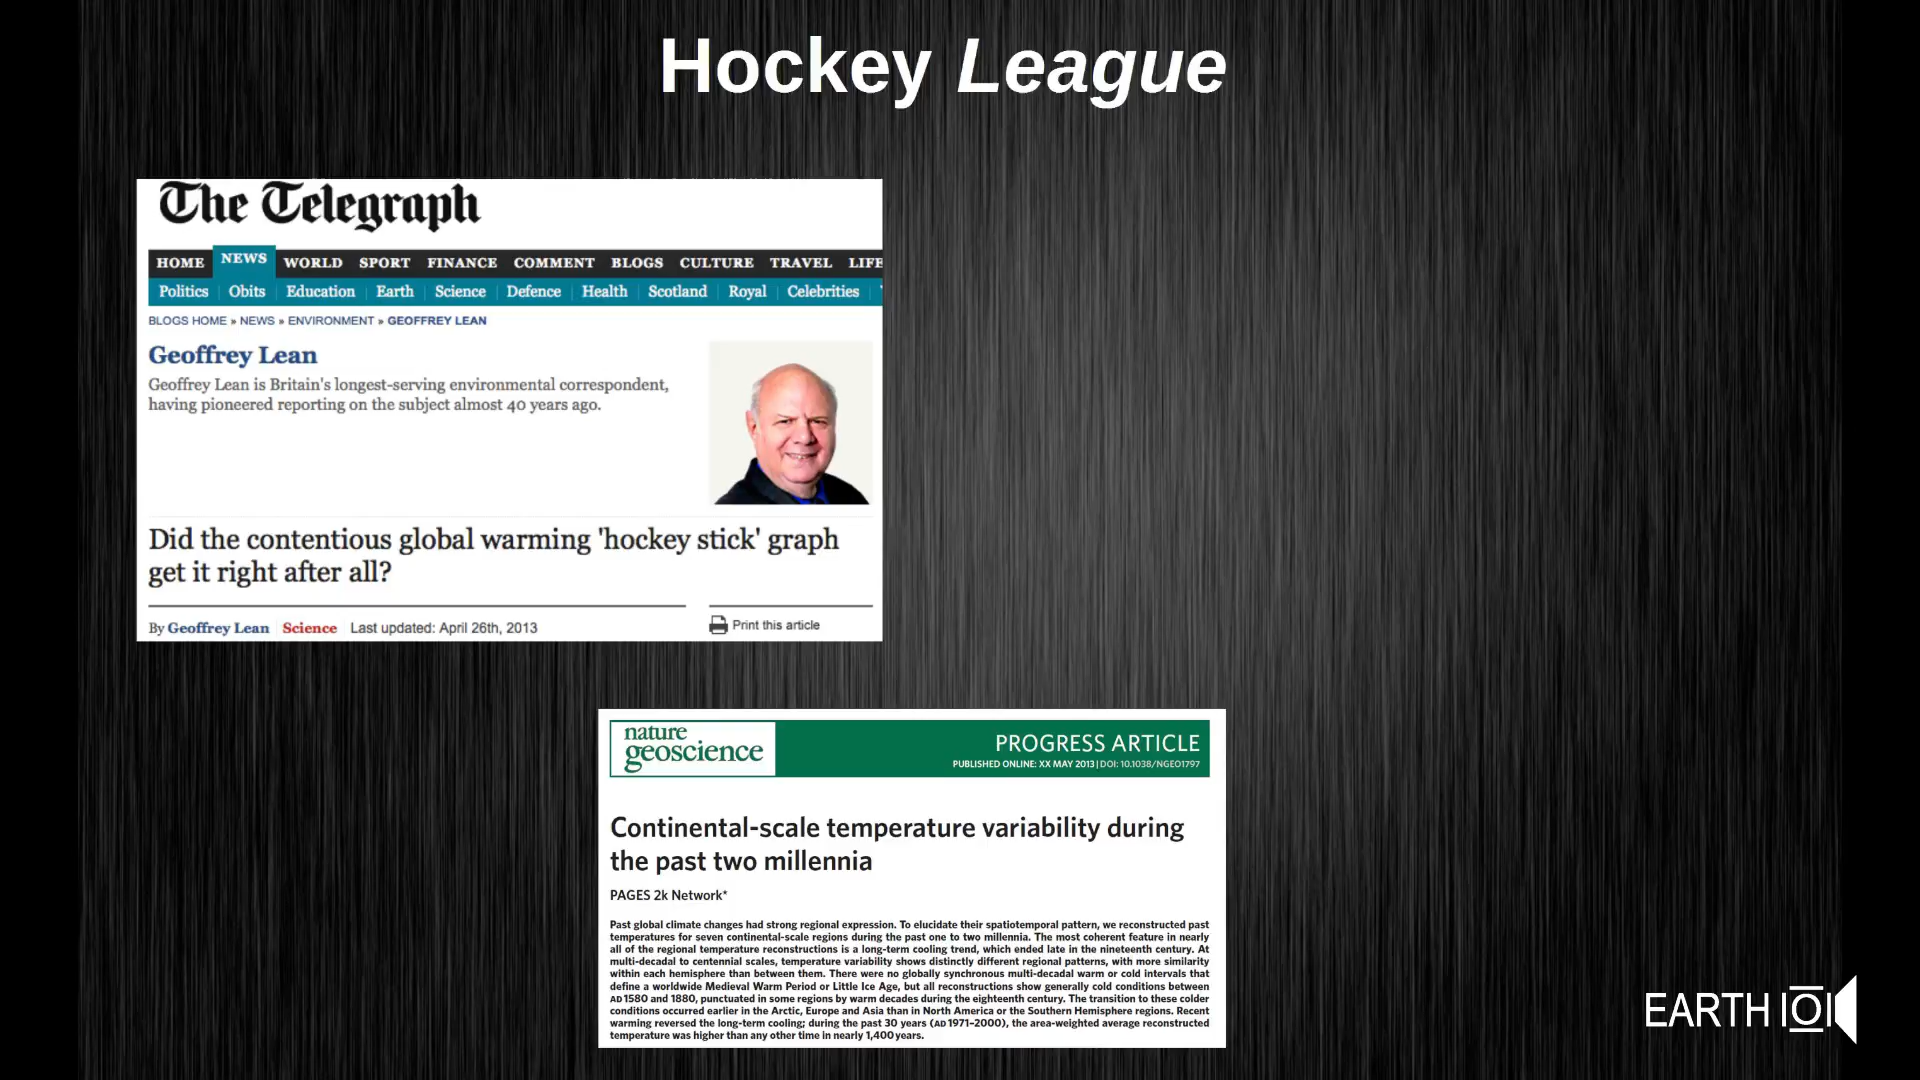 Hockey League
The Telegraph
HOME NEWS WORLD SPORT FINANCE COMMENT BLOGS CULTURE TRAVEL LIFE
Politics Obits Education Earth Science Defence Health Scotland Royal Celebrities
BLOGS HOME » NEWS » ENVIRONMENT » GEOFFREY LEAN
Geoffrey Lean
Geoffrey Lean is Britain's longest-serving environmental correspondent,
having pioneered reporting on the subject almost 40 years ago.
Did the contentious global warming 'hockey stick' graph
get it right after all?
By Geoffrey Lean Science Last updated: April 26th, 2013
Print this article
nature
geoscience
PROGRESS ARTICLE
PUBLISHED ONLINE: XX MAY 2013 | DOI: 10.1038/NGEO1797
Continental-scale temperature variability during
the past two millennia
PAGES 2k Network*
Past global climate changes had strong regional expression. To elucidate their spatiotemporal pattern, we reconstructed past
temperatures for seven continental-scale regions during the past one to two millennia. The most coherent feature in nearly
all of the regional temperature reconstructions is a long-term cooling trend, which ended late in the nineteenth century. At
multi-decadal to centennial scales, temperature variability shows distinctly different regional patterns, with more similarity
within each hemisphere than between them. There were no globally synchronous multi-decadal warm or cold intervals that
define a worldwide Medieval Warm Period or Little Ice Age, but all reconstructions show generally cold conditions between
AD 1580 and 1880, punctuated in some regions by warm decades during the eighteenth century. The transition to these colder
conditions occurred earlier in the Arctic, Europe and Asia than in North America or the Southern Hemisphere regions. Recent
warming reversed the long-term cooling; during the past 30 years (AD 1971–2000), the area-weighted average reconstructed
temperature was higher than any other time in nearly 1,400 years.
EARTH 101